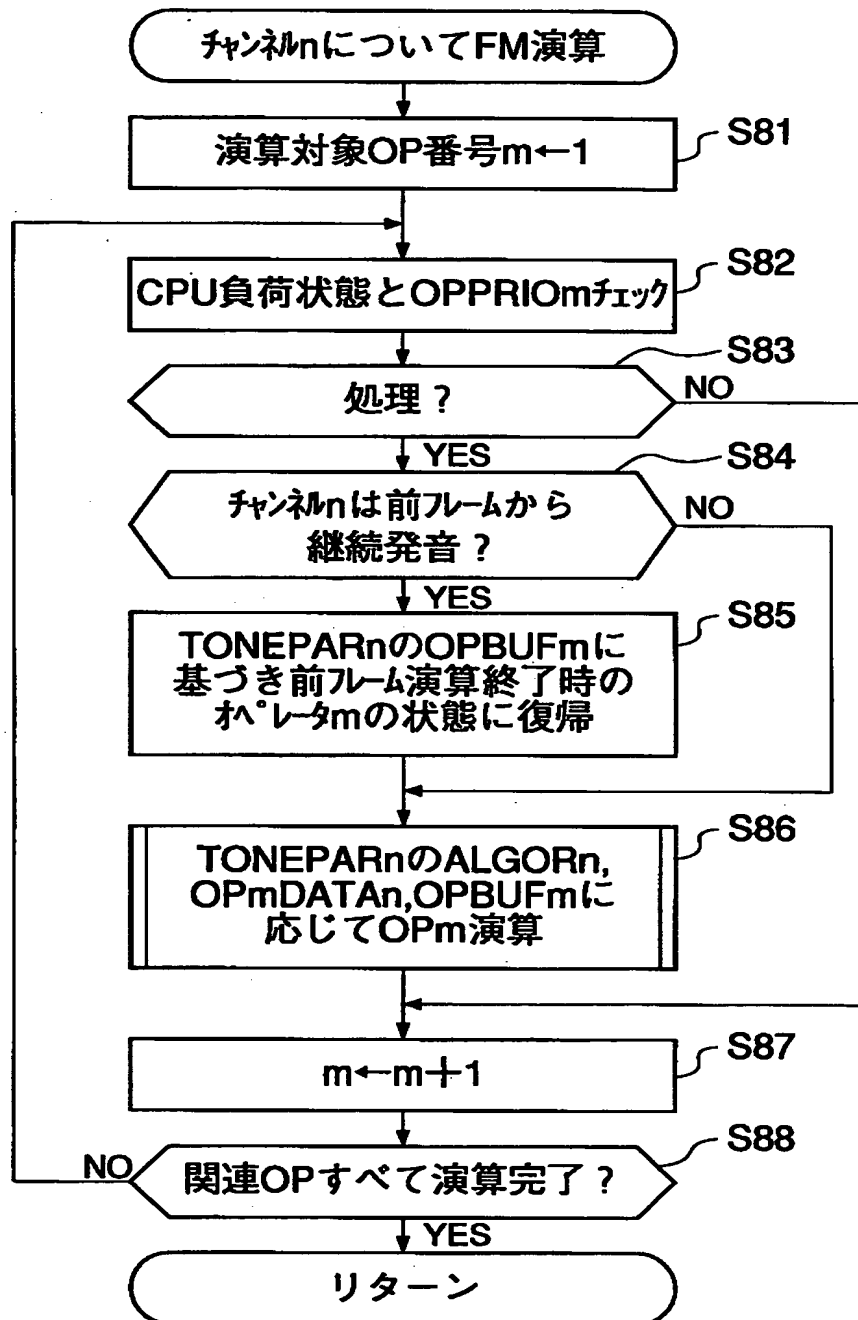 チャンネルnについてFM演算
演算対象OP番号m←1
S81
CPU負荷状態とOPPRIOmチェック
S82
処理？
S83
NO
YES
チャンネルnは前フレームから
継続発音？
S84
NO
YES
TONEPARnのOPBUFmに
基づき前フレーム演算終了時の
オペレータmの状態に復帰
S85
TONEPARnのALGORn,
OPmDATAn,OPBUFmに
応じてOPm演算
S86
m←m＋1
S87
関連OPすべて演算完了？
S88
NO
YES
リターン